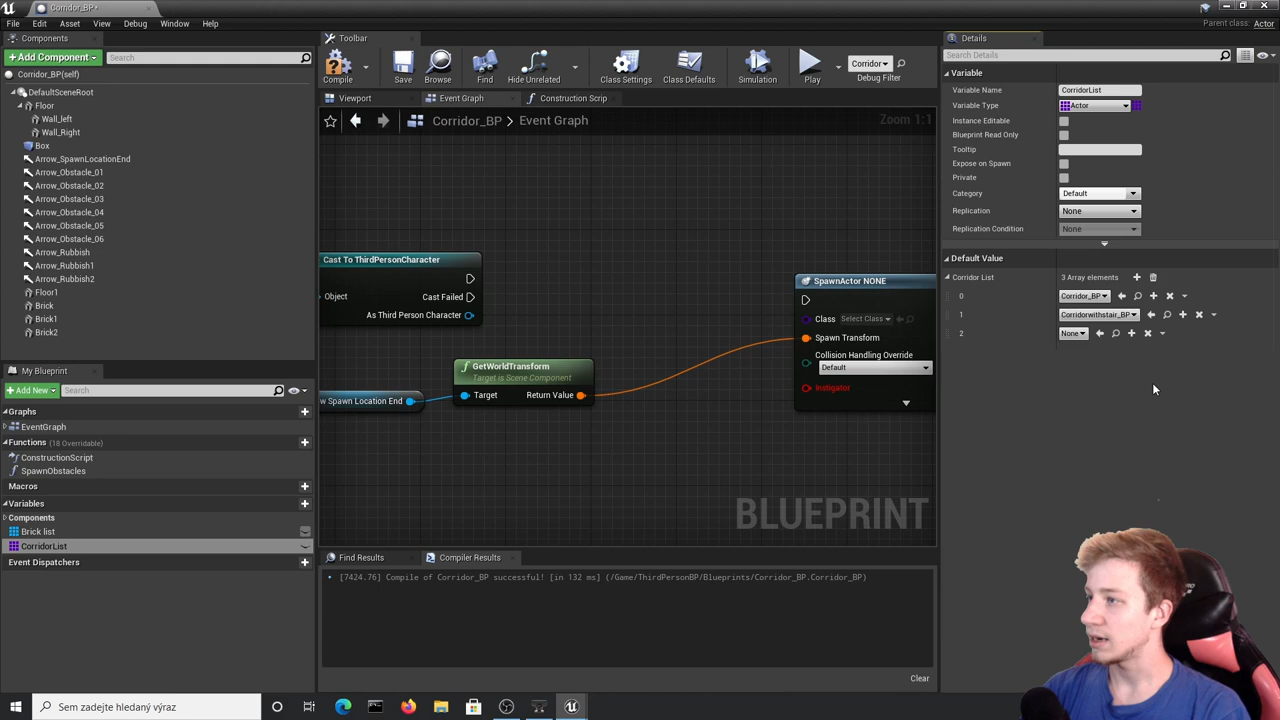 Corridor_BP*
File Edit Asset View Debug Window Help
Parent class: Actor
Components
Toolbar
Details
+ Add Component
Search
Compile
Save
Browse
Find
Hide Unrelated
Class Settings
Class Defaults
Simulation
Play
Corridor
Debug Filter
Search Details
Corridor_BP(self)
DefaultSceneRoot
Floor
Wall_left
Wall_Right
Box
Arrow_SpawnLocationEnd
Arrow_Obstacle_01
Arrow_Obstacle_02
Arrow_Obstacle_03
Arrow_Obstacle_04
Arrow_Obstacle_05
Arrow_Obstacle_06
Arrow_Rubbish
Arrow_Rubbish1
Arrow_Rubbish2
Floor1
Brick
Brick1
Brick2
Viewport
Event Graph
Construction Scrip
Corridor_BP > Event Graph
Zoom 1:1
Cast To ThirdPersonCharacter
Object
Cast Failed
As Third Person Character
GetWorldTransform
Target is Scene Component
w Spawn Location End
Target
Return Value
SpawnActor NONE
Class Select Class
Spawn Transform
Collision Handling Override
Default
Instigator
BLUEPRINT
My Blueprint
+ Add New
Search
Graphs
EventGraph
Functions (18 Overridable)
ConstructionScript
SpawnObstacles
Macros
Variables
Components
Brick list
CorridorList
Event Dispatchers
Find Results
Compiler Results
[7424.76] Compile of Corridor_BP successful! [in 132 ms] (/Game/ThirdPersonBP/Blueprints/Corridor_BP.Corridor_BP)
Clear
Variable
Variable Name CorridorList
Variable Type Actor
Instance Editable
Blueprint Read Only
Tooltip
Expose on Spawn
Private
Category Default
Replication None
Replication Condition None
Default Value
Corridor List 3 Array elements
0 Corridor_BP
1 Corridorwithstair_BP
2 None
Sem zadejte hledaný výraz